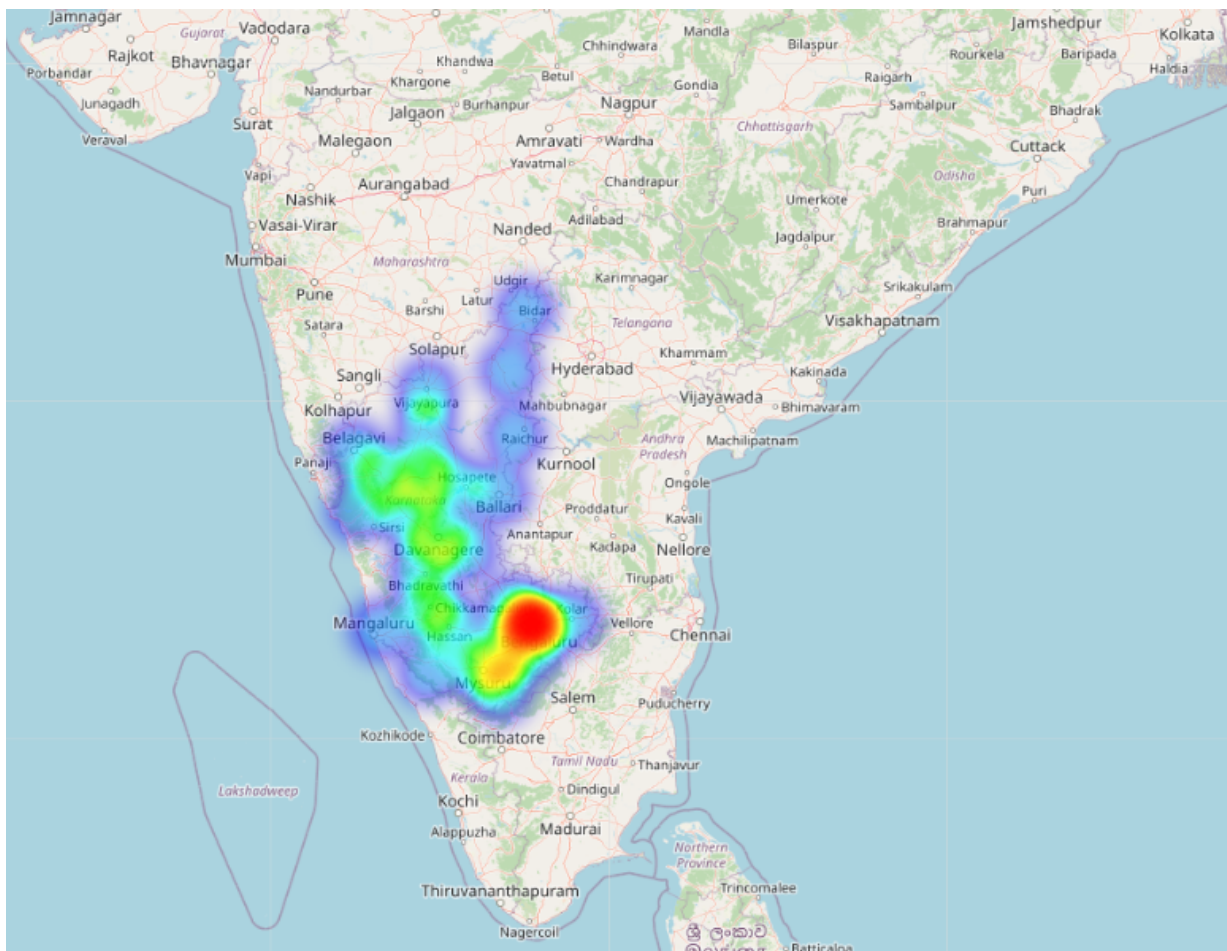 Jamnagar
Vadodara
Gujarat
Rajkot
Bhavnagar
Porbandar
Junagadh
Veraval
Surat
Vapi
Nandurbar
Khargone
Khandwa
Burhanpur
Jalgaon
Malegaon
Betul
Chhindwara
Mandla
Gondia
Nagpur
Amravati
Wardha
Yavatmal
Chandrapur
Bilaspur
Raigarh
Rourkela
Jamshedpur
Baripada
Kolkata
Haldia
Sambalpur
Bhadrak
Chhattisgarh
Cuttack
Odisha
Puri
Umerkote
Jagdalpur
Brahmapur
Srikakulam
Visakhapatnam
Nashik
Aurangabad
Vasai-Virar
Mumbai
Maharashtra
Nanded
Adilabad
Pune
Satara
Barshi
Latur
Udgir
Bidar
Karimnagar
Telangana
Solapur
Hyderabad
Khammam
Kakinada
Sangli
Kolhapur
Vijayapura
Mahbubnagar
Vijayawada
Bhimavaram
Belagavi
Raichur
Andhra
Pradesh
Machilipatnam
Panaji
Kurnool
Hosapete
Karnataka
Ballari
Ongole
Proddatur
Kavali
Sirsi
Davanagere
Anantapur
Kadapa
Nellore
Bhadravathi
Tirupati
Chikkamag
Kolar
Mangaluru
Hassan
Vellore
Chennai
Mysuru
Salem
Puducherry
Kozhikode
Coimbatore
Tamil Nadu
Thanjavur
Kerala
Lakshadweep
Kochi
Dindigul
Alappuzha
Madurai
Northern
Province
Thiruvananthapuram
Trincomalee
Nagercoil
ශ්‍රී ලංකාව
Batticaloa